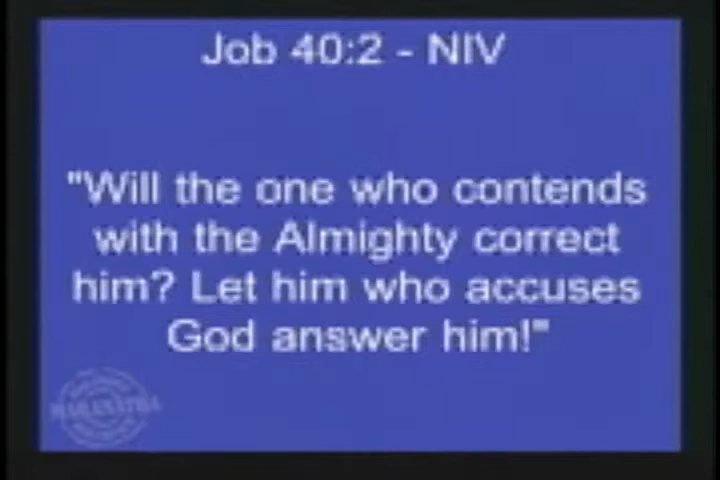 Job 40:2 - NIV
"Will the one who contends
with the Almighty correct
him? Let him who accuses
God answer him!"
MARANATHA